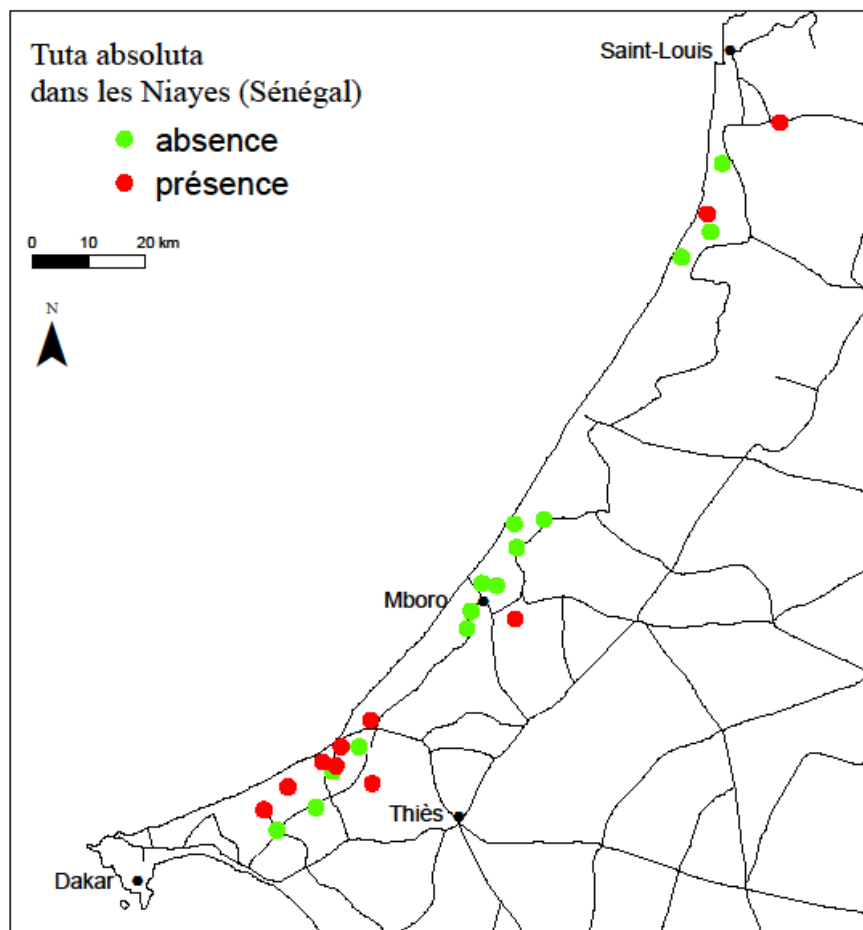 Tuta absoluta
dans les Niayes (Sénégal)
absence
présence
0 10 20 km
N
Saint-Louis
Mboro
Thiès
Dakar